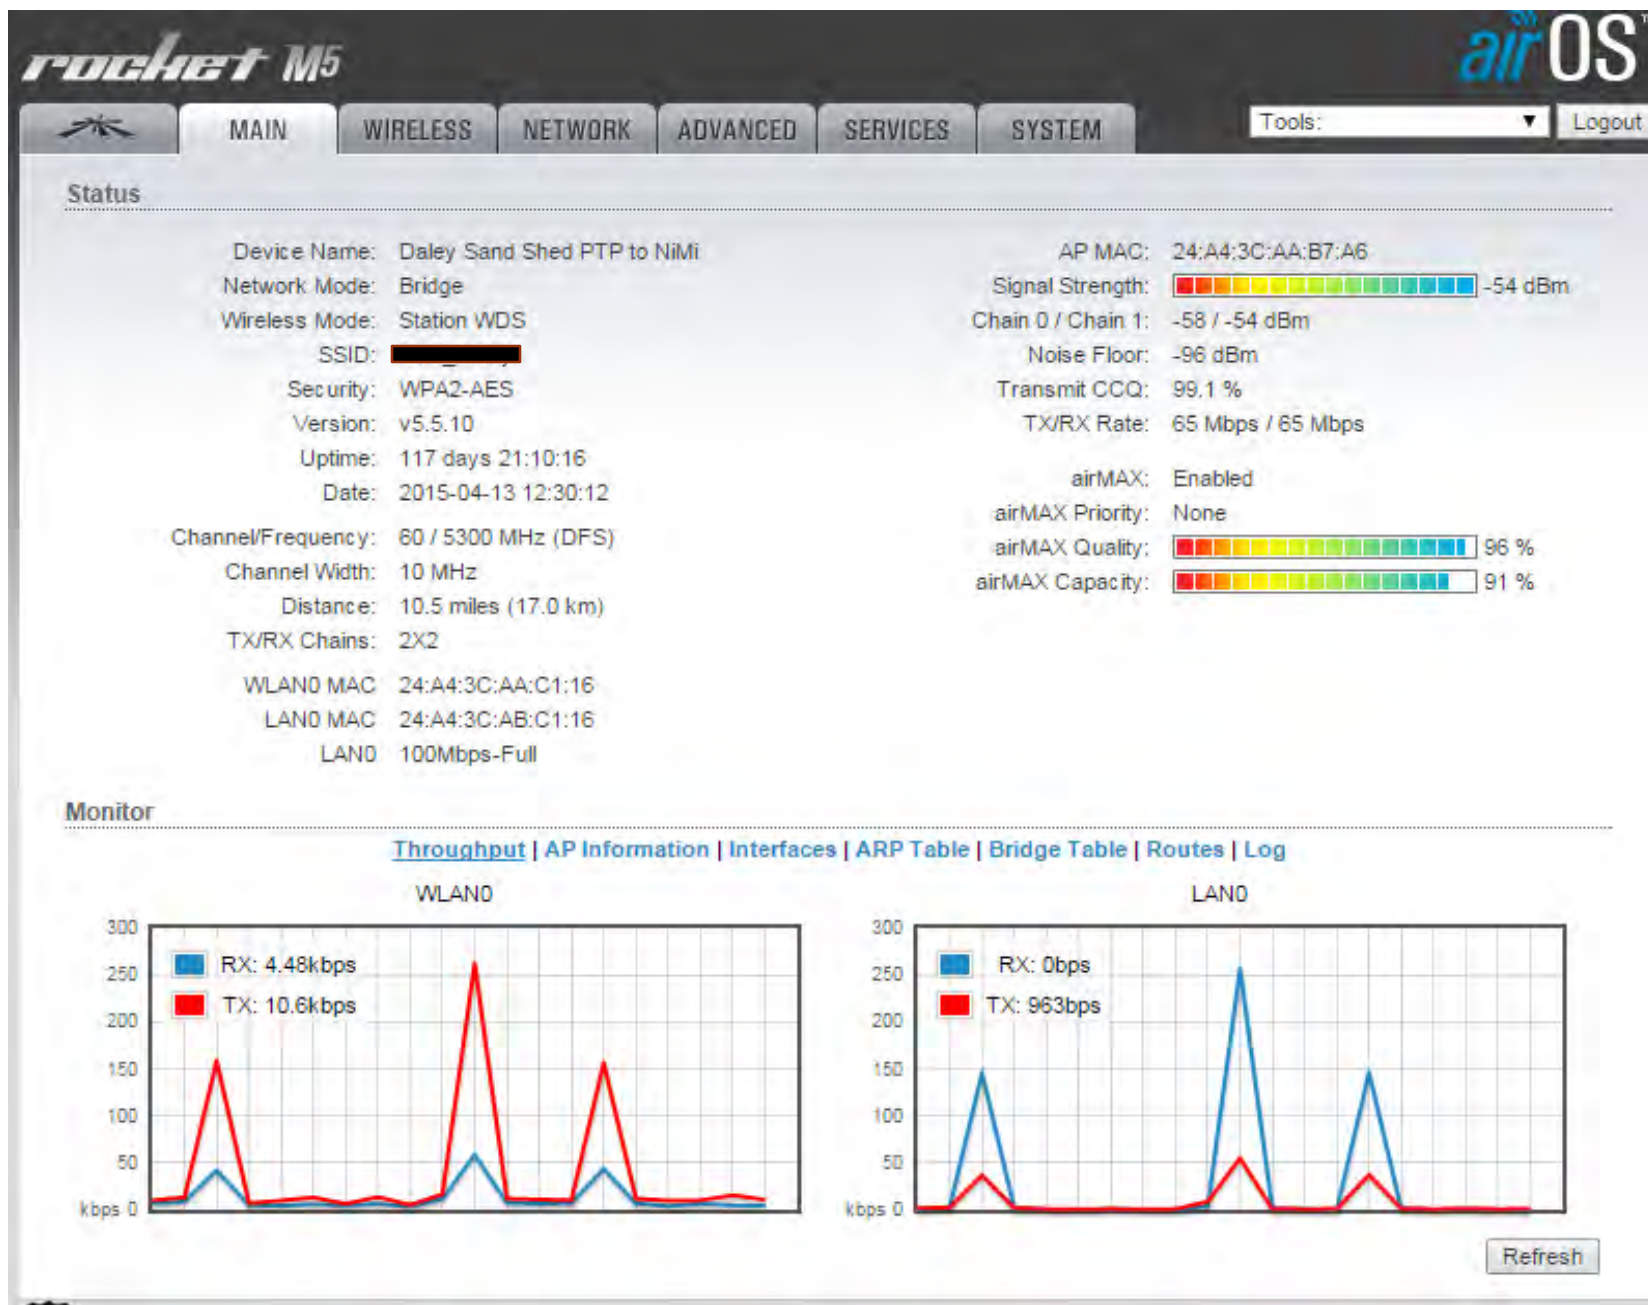 rocket M5
airOS™
MAIN WIRELESS NETWORK ADVANCED SERVICES SYSTEM Tools: Logout
Status
Device Name: Daley Sand Shed PTP to NiMi
Network Mode: Bridge
Wireless Mode: Station WDS
SSID:
Security: WPA2-AES
Version: v5.5.10
Uptime: 117 days 21:10:16
Date: 2015-04-13 12:30:12
Channel/Frequency: 60 / 5300 MHz (DFS)
Channel Width: 10 MHz
Distance: 10.5 miles (17.0 km)
TX/RX Chains: 2X2
WLAN0 MAC 24:A4:3C:AA:C1:16
LAN0 MAC 24:A4:3C:AB:C1:16
LAN0 100Mbps-Full
AP MAC: 24:A4:3C:AA:B7:A6
Signal Strength: -54 dBm
Chain 0 / Chain 1: -58 / -54 dBm
Noise Floor: -96 dBm
Transmit CCQ: 99.1 %
TX/RX Rate: 65 Mbps / 65 Mbps
airMAX: Enabled
airMAX Priority: None
airMAX Quality: 96 %
airMAX Capacity: 91 %
Monitor
Throughput | AP Information | Interfaces | ARP Table | Bridge Table | Routes | Log
WLAN0
300
250
200
150
100
50
kbps 0
RX: 4.48kbps
TX: 10.6kbps
LAN0
300
250
200
150
100
50
kbps 0
RX: 0bps
TX: 963bps
Refresh